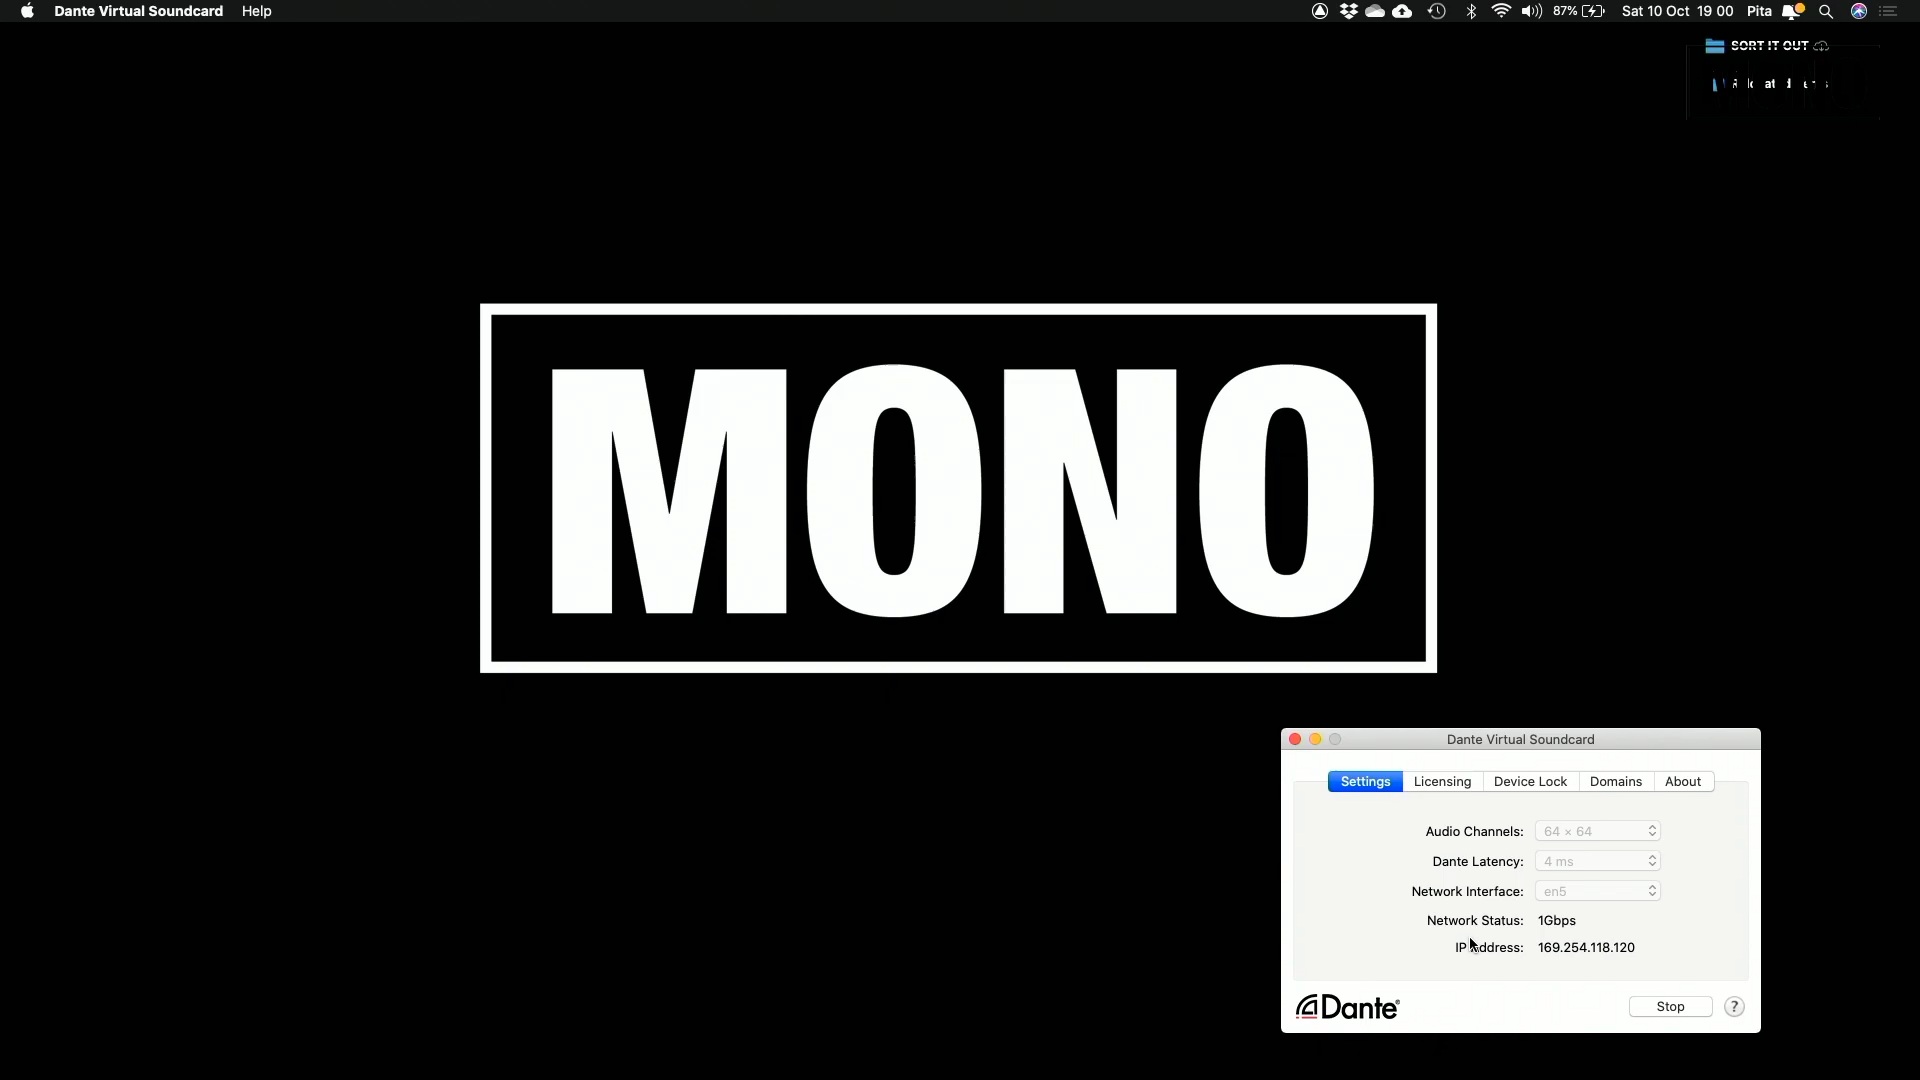 Dante Virtual Soundcard Help
87% Sat 10 Oct 19 00 Pita
SORT IT OUT
MONO
Dante Virtual Soundcard
Settings Licensing Device Lock Domains About
Audio Channels: 64 × 64
Dante Latency: 4 ms
Network Interface: en5
Network Status: 1Gbps
IP Address: 169.254.118.120
Dante® Stop ?